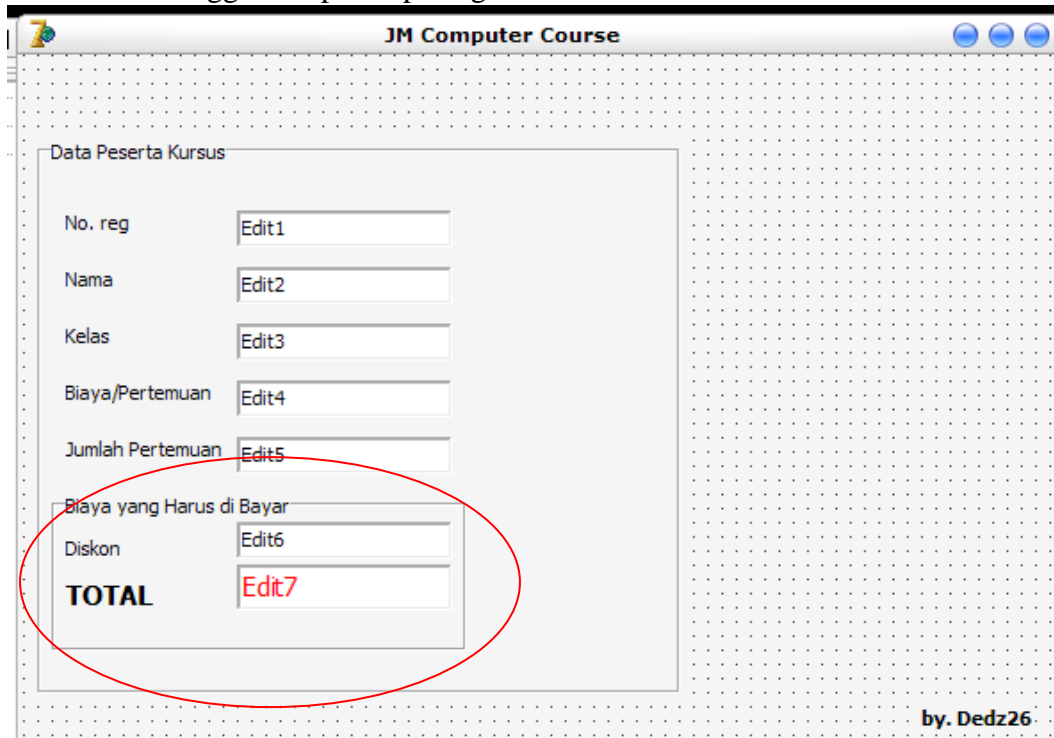 JM Computer Course
Data Peserta Kursus
No. reg Edit1
Nama Edit2
Kelas Edit3
Biaya/Pertemuan Edit4
Jumlah Pertemuan Edit5
Biaya yang Harus di Bayar
Diskon Edit6
TOTAL Edit7
by. Dedz26